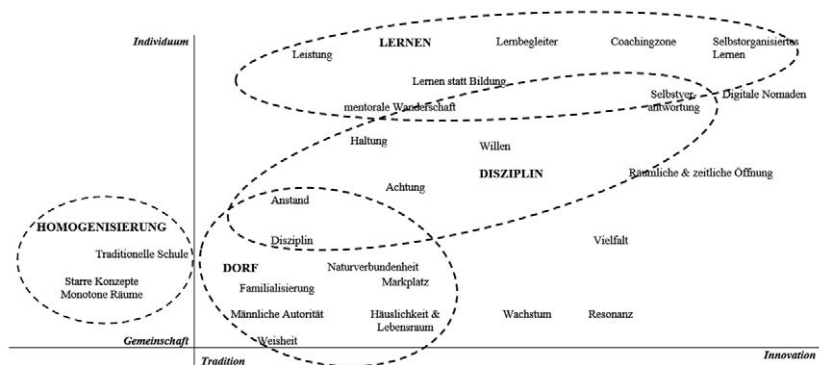 Individuum
LERNEN
Lernbegleiter
Coachingzone
Selbstorganisiertes
Lernen
Leistung
Lernen statt Bildung
mentorale Wanderschaft
Selbstver-
antwortung
Digitale Nomaden
Haltung
Willen
DISZIPLIN
Räumliche & zeitliche Öffnung
Achtung
Anstand
HOMOGENISIERUNG
Traditionelle Schule
Starre Konzepte
Monotone Räume
Disziplin
Vielfalt
DORF
Naturverbundenheit
Markplatz
Familialisierung
Männliche Autorität
Häuslichkeit &
Lebensraum
Wachstum
Resonanz
Weisheit
Gemeinschaft
Tradition
Innovation